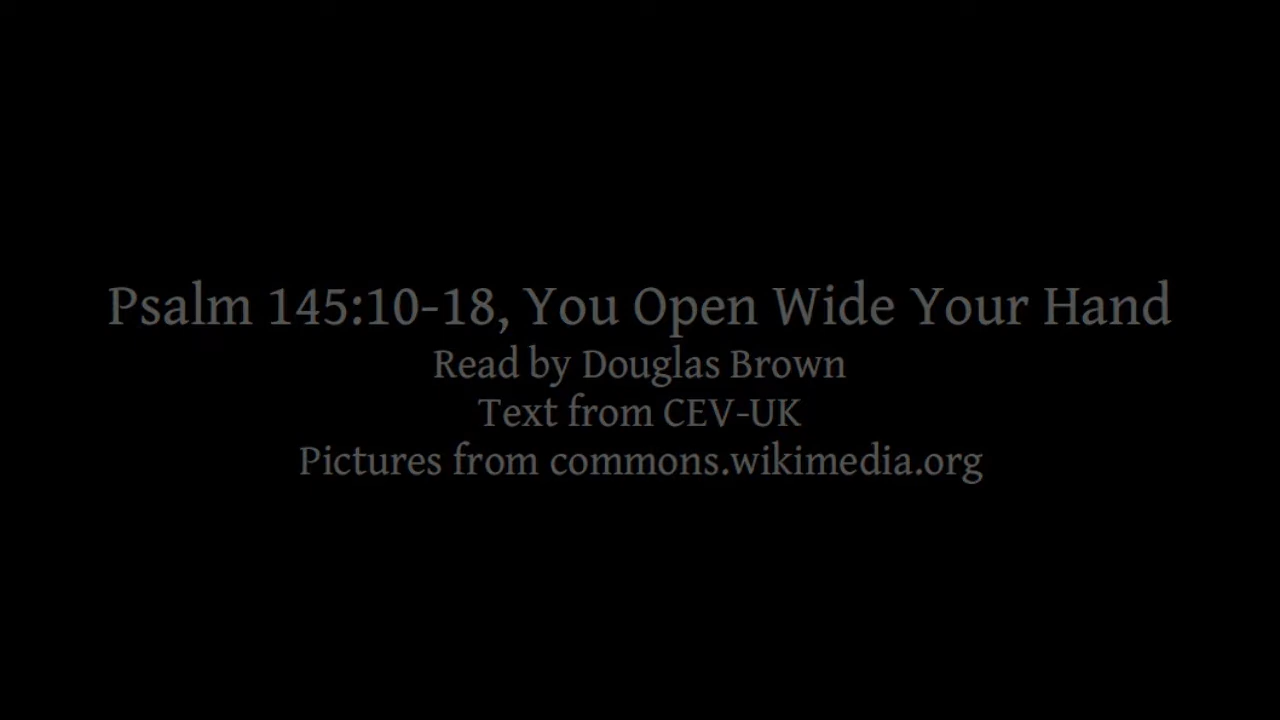 Psalm 145:10-18, You Open Wide Your Hand
Read by Douglas Brown
Text from CEV-UK
Pictures from commons.wikimedia.org